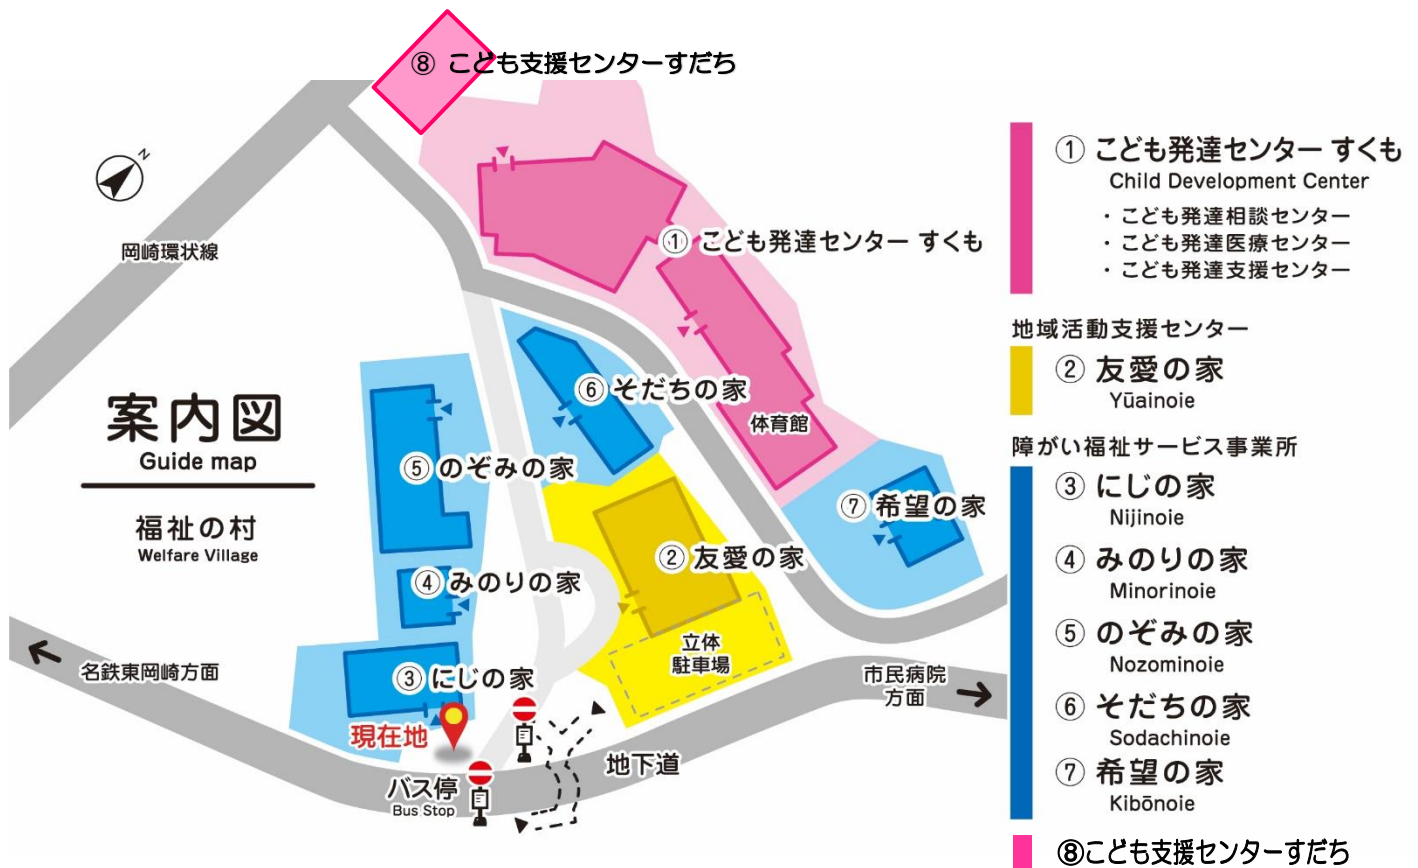 ⑧ こども支援センターすだち
N
岡崎環状線
① こども発達センター すくも
体育館
⑥ そだちの家
案内図
Guide map
福祉の村
Welfare Village
⑤ のぞみの家
⑦ 希望の家
② 友愛の家
④ みのりの家
立体
駐車場
③ にじの家
名鉄東岡崎方面
市民病院
方面
現在地
地下道
バス停
Bus Stop
① こども発達センター すくも
Child Development Center
・こども発達相談センター
・こども発達医療センター
・こども発達支援センター
地域活動支援センター
② 友愛の家
Yūainoie
障がい福祉サービス事業所
③ にじの家
Nijinoie
④ みのりの家
Minorinoie
⑤ のぞみの家
Nozominoie
⑥ そだちの家
Sodachinoie
⑦ 希望の家
Kibōnoie
⑧こども支援センターすだち